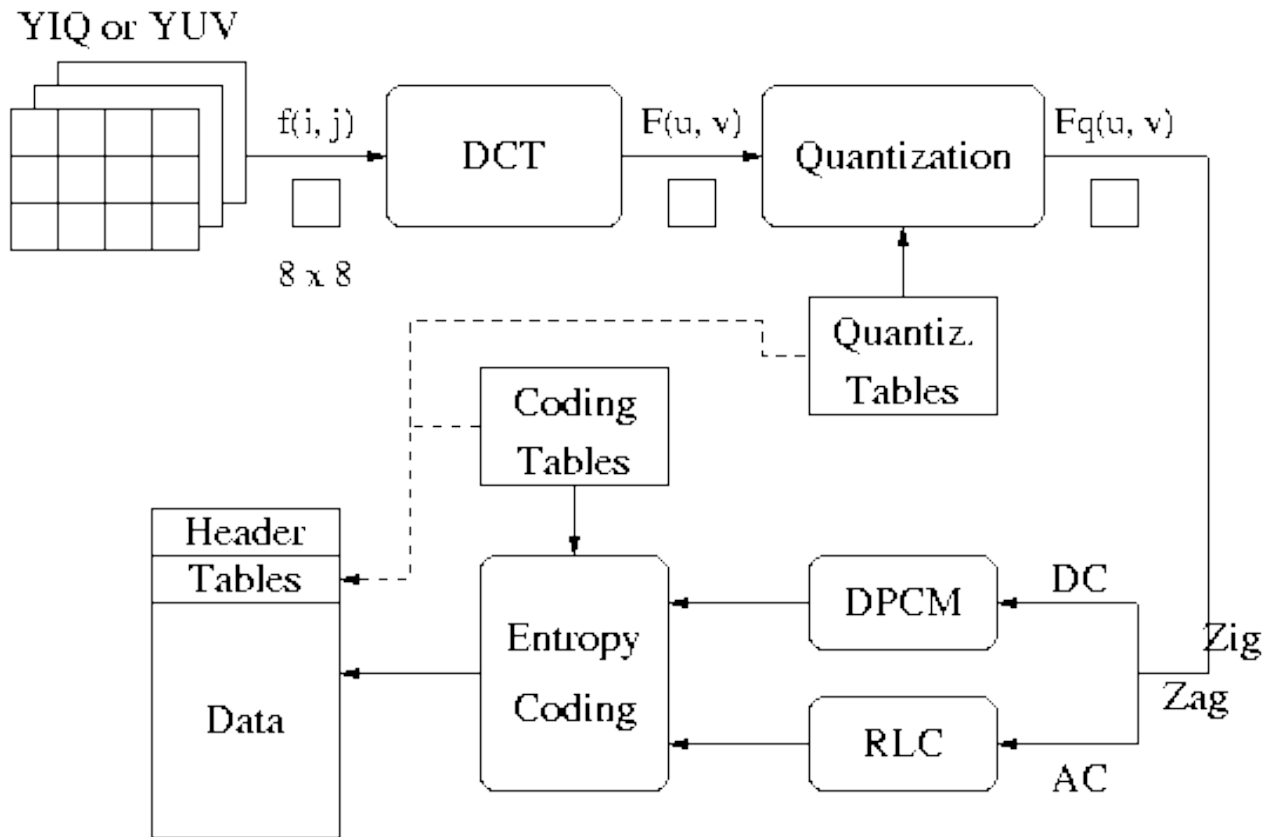 YIQ or YUV
f(i, j)
8 x 8
DCT
F(u, v)
Quantization
Fq(u, v)
Quantiz.
Tables
Coding
Tables
Header
Tables
Data
Entropy
Coding
DPCM
RLC
DC
AC
Zig
Zag